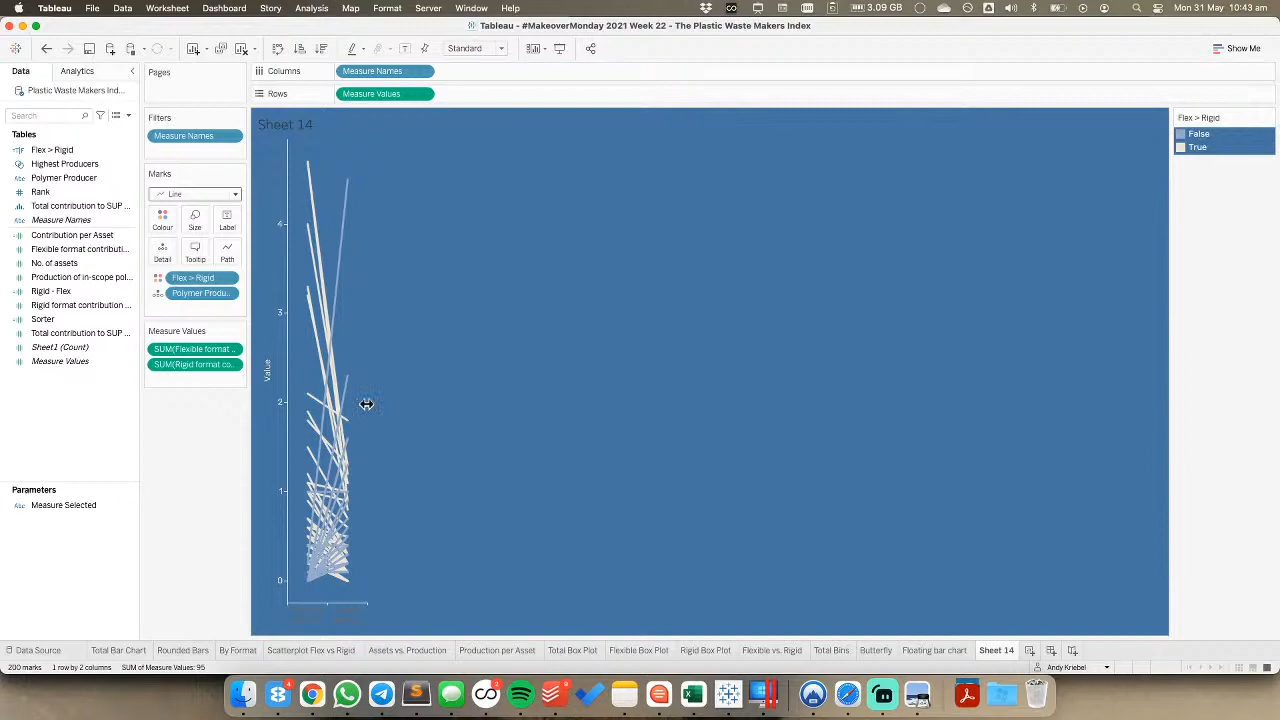 Tableau File Data Worksheet Dashboard Story Analysis Map Format Server Window Help 3.09 GB Mon 31 May 10:43 am
Tableau - #MakeoverMonday 2021 Week 22 - The Plastic Waste Makers Index
Standard Show Me
Data Analytics
Plastic Waste Makers Ind...
Search
Tables
Flex > Rigid
Highest Producers
Abc Polymer Producer
Rank
Total contribution to SUP ...
Abc Measure Names
Contribution per Asset
Flexible format contributi...
No. of assets
Production of in-scope pol...
Rigid - Flex
Rigid format contribution ...
Sorter
Total contribution to SUP ...
Sheet1 (Count)
Measure Values
Parameters
Abc Measure Selected
Pages
Filters
Measure Names
Marks
Line
Colour Size Label
Detail Tooltip Path
Flex > Rigid
Polymer Produ..
Measure Values
SUM(Flexible format ..
SUM(Rigid format co..
Columns Measure Names
Rows Measure Values
Sheet 14
4
3
2
1
0
Value
Flex > Rigid
False
True
Data Source Total Bar Chart Rounded Bars By Format Scatterplot Flex vs Rigid Assets vs. Production Production per Asset Total Box Plot Flexible Box Plot Rigid Box Plot Flexible vs. Rigid Total Bins Butterfly Floating bar chart Sheet 14
200 marks 1 row by 2 columns SUM of Measure Values: 95 Andy Kriebel